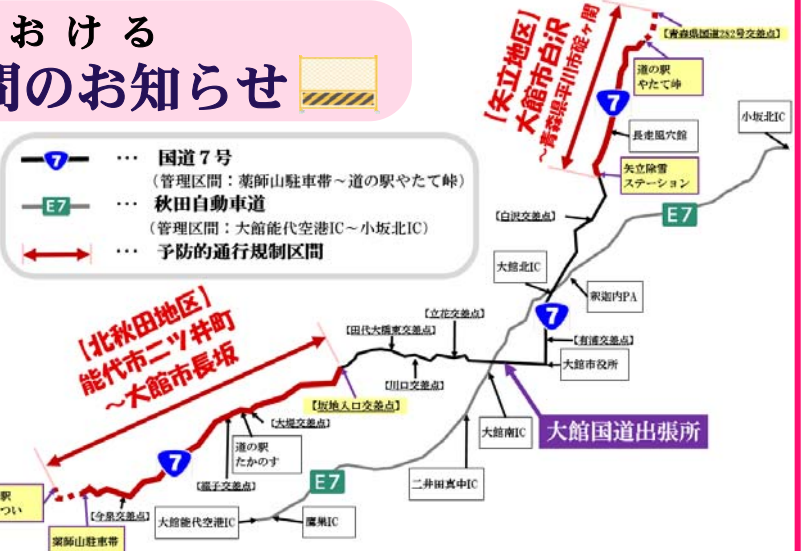 おける
間のお知らせ
7 … 国道7号
(管理区間:薬師山駐車帯~道の駅やたて峠)
E7 … 秋田自動車道
(管理区間:大館能代空港IC~小坂北IC)
… 予防的通行規制区間
【矢立地区】
大館市白沢
~青森県平川市碇ヶ関
【青森県国道282号交差点】
道の駅
やたて峠
7
長走風穴館
小坂北IC
矢立除雪
ステーション
E7
【白沢交差点】
大館北IC
釈迦内PA
7
【有浦交差点】
大館市役所
【立花交差点】
【田代大橋東交差点】
【川口交差点】
【北秋田地区】
能代市二ツ井町
~大館市長坂
【坂地入口交差点】
大館南IC
大館国道出張所
【大堤交差点】
道の駅
たかのす
7
二井田真中IC
E7
駅
つい
【今泉交差点】
大館能代空港IC
鷹巣IC
薬師山駐車帯